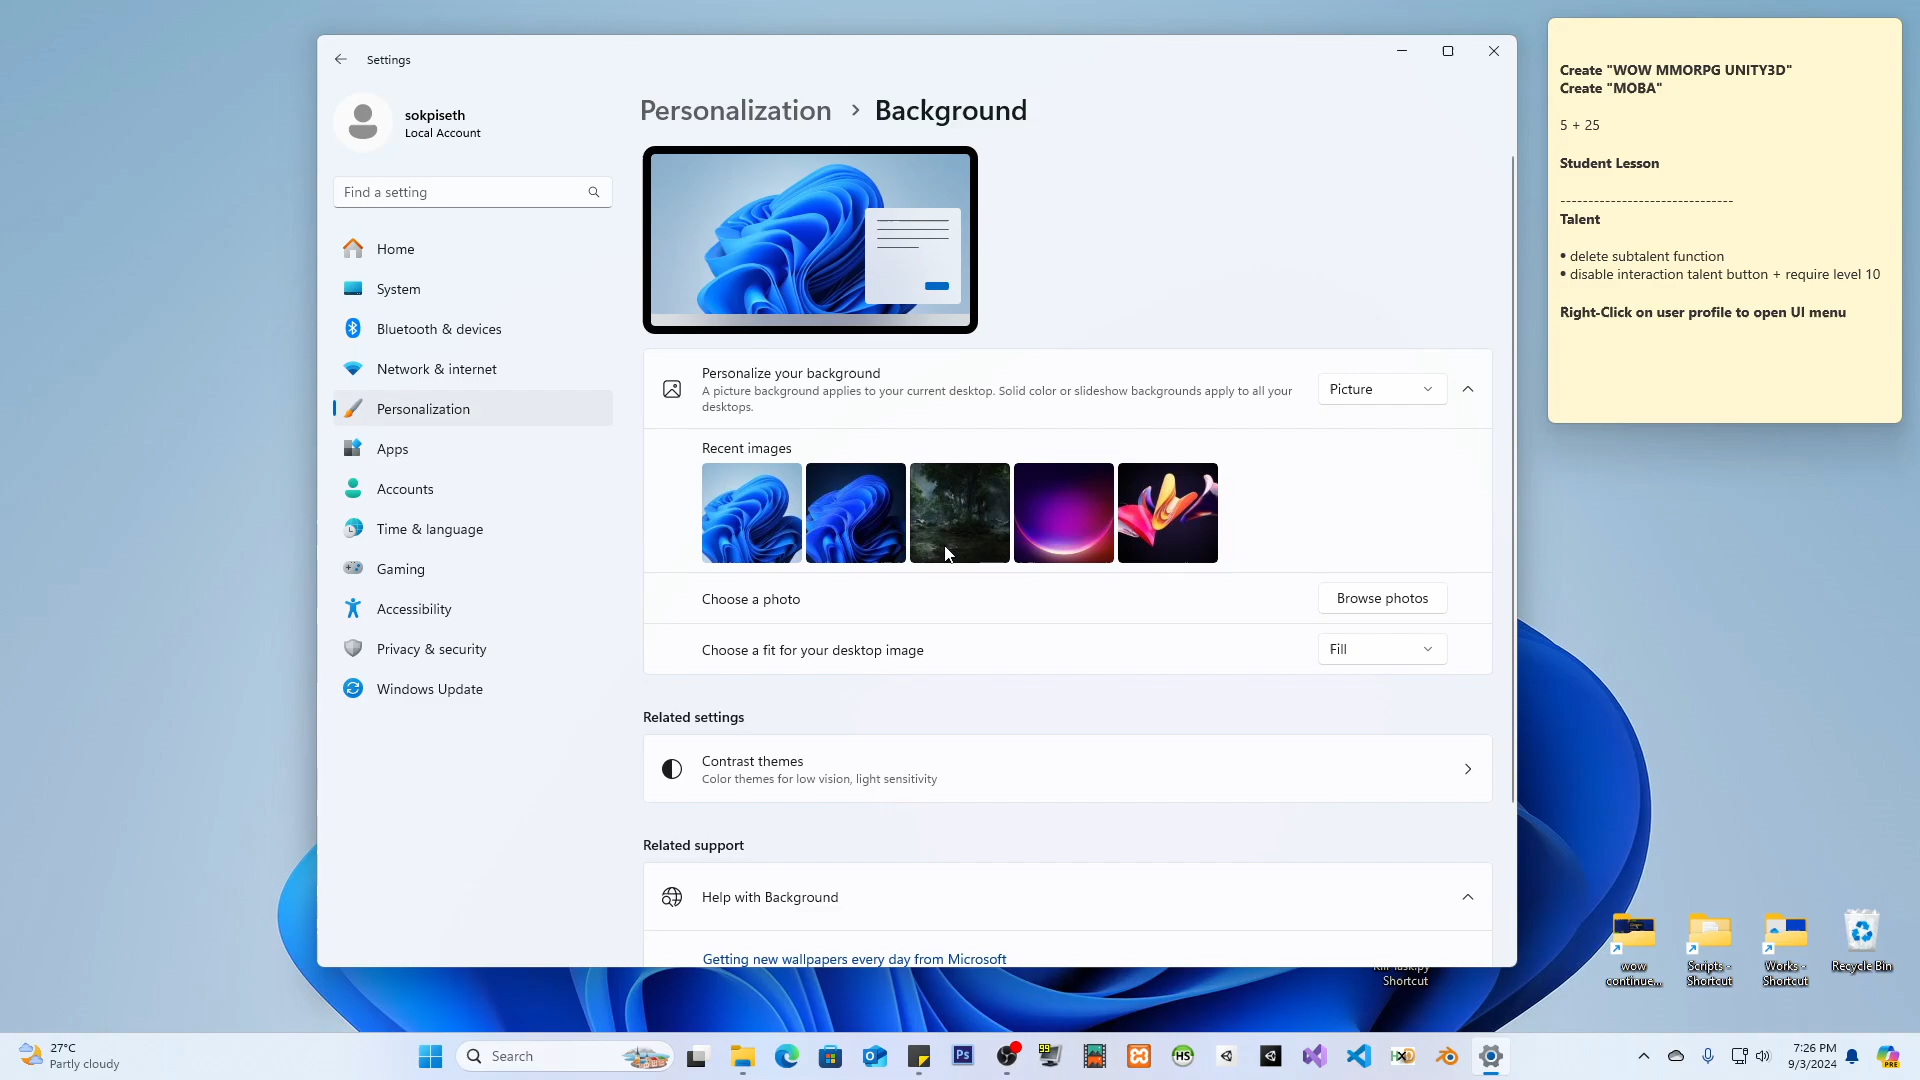 Settings
sokpiseth
Local Account
Find a setting
Home
System
Bluetooth & devices
Network & internet
Personalization
Apps
Accounts
Time & language
Gaming
Accessibility
Privacy & security
Windows Update
Personalization > Background
Personalize your background
A picture background applies to your current desktop. Solid color or slideshow backgrounds apply to all your
desktops.
Picture
Recent images
Choose a photo
Browse photos
Choose a fit for your desktop image
Fill
Related settings
Contrast themes
Color themes for low vision, light sensitivity
Related support
Help with Background
Getting new wallpapers every day from Microsoft
Create "WOW MMORPG UNITY3D"
Create "MOBA"
5 + 25
Student Lesson
--------------------------------
Talent
• delete subtalent function
• disable interaction talent button + require level 10
Right-Click on user profile to open UI menu
Shortcut
wow
continue...
Scripts -
Shortcut
Works -
Shortcut
Recycle Bin
27°C
Partly cloudy
Search
Ps
99
HS
HXD
7:26 PM
9/3/2024
PRE